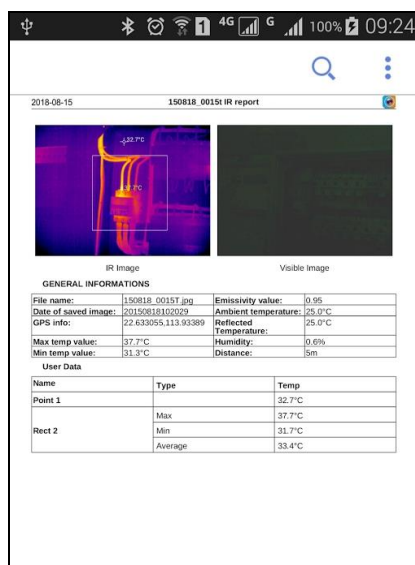 1 4G G 100% 09:24
2018-08-15 150818_0015t IR report
32.7°C
37.7°C
IR Image Visible Image
GENERAL INFORMATIONS
File name: 150818_0015T.jpg Emissivity value: 0.95
Date of saved image: 20150818102029 Ambient temperature: 25.0°C
GPS info: 22.633055,113.93389 Reflected Temperature: 25.0°C
Max temp value: 37.7°C Humidity: 0.6%
Min temp value: 31.3°C Distance: 5m
User Data
Name Type Temp
Point 1 32.7°C
Rect 2 Max 37.7°C
Min 31.7°C
Average 33.4°C